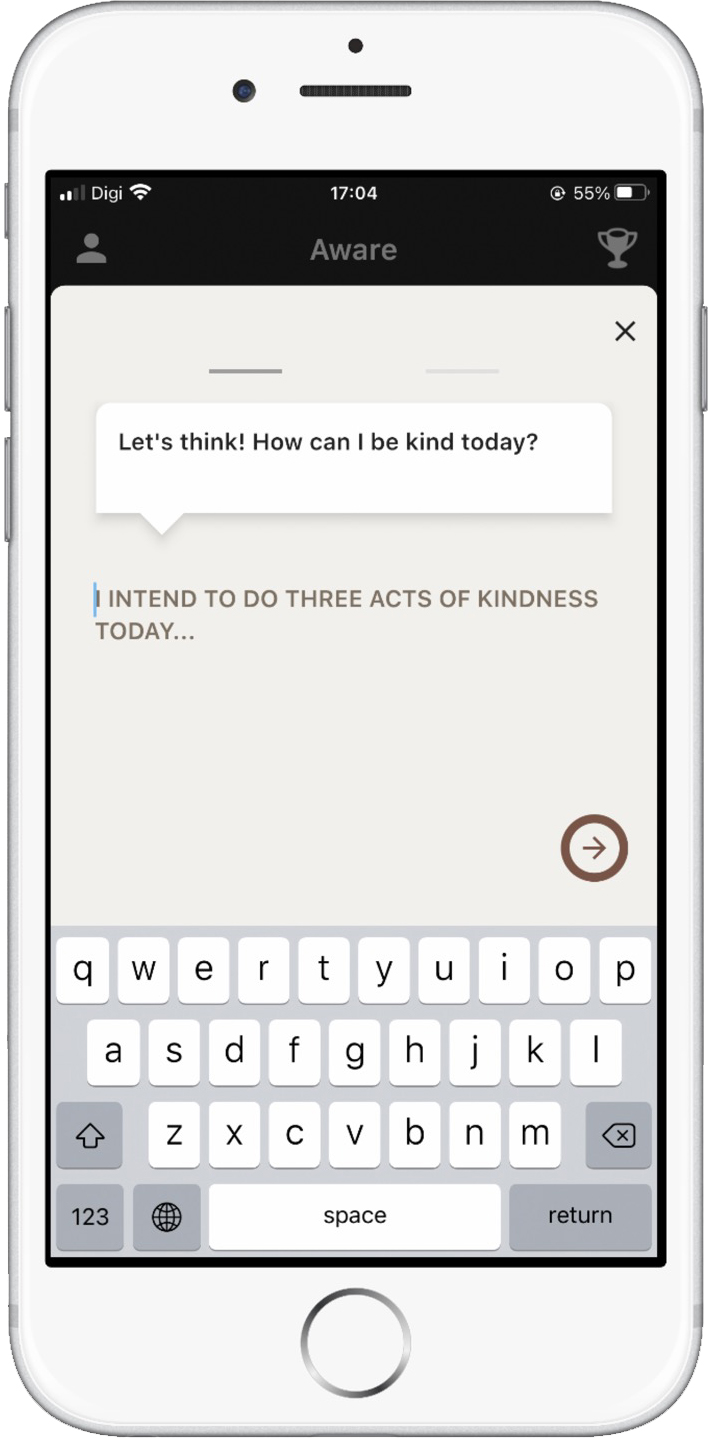 Digi 17:04 55%
Aware
Let's think! How can I be kind today?
I INTEND TO DO THREE ACTS OF KINDNESS
TODAY...
q w e r t y u i o p
a s d f g h j k l
z x c v b n m
123 space return